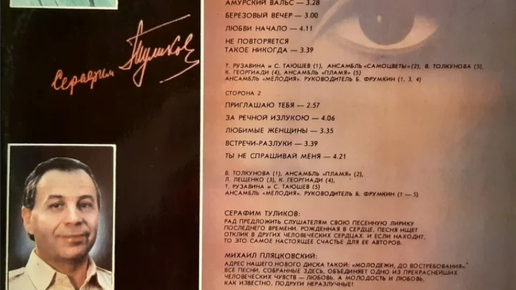 АМУРСКИЙ ВАЛЬС — 3.28
БЕРЕЗОВЫЙ ВЕЧЕР — 3.00
ЛЮБВИ НАЧАЛО — 4.11
НЕ ПОВТОРЯЕТСЯ
ТАКОЕ НИКОГДА — 3.39
Т. РУЗАВИНА и С. ТАЮШЕВ (1), АНСАМБЛЬ «САМОЦВЕТЫ» (2), В. ТОЛКУНОВА (3),
К. ГЕОРГИАДИ (4), АНСАМБЛЬ «ПЛАМЯ» (5)
АНСАМБЛЬ «МЕЛОДИЯ». РУКОВОДИТЕЛЬ Б. ФРУМКИН (1, 3, 4)
СТОРОНА 2
ПРИГЛАШАЮ ТЕБЯ — 2.57
ЗА РЕЧНОЙ ИЗЛУКОЮ — 4.06
ЛЮБИМЫЕ ЖЕНЩИНЫ — 3.35
ВСТРЕЧИ-РАЗЛУКИ — 3.39
ТЫ НЕ СПРАШИВАЙ МЕНЯ — 4.21
В. ТОЛКУНОВА (1), АНСАМБЛЬ «ПЛАМЯ» (2),
Л. ЛЕЩЕНКО (3), К. ГЕОРГИАДИ (4),
Т. РУЗАВИНА и С. ТАЮШЕВ (5)
АНСАМБЛЬ «МЕЛОДИЯ». РУКОВОДИТЕЛЬ Б. ФРУМКИН (1 — 5)
СЕРАФИМ ТУЛИКОВ:
РАД ПРЕДЛОЖИТЬ СЛУШАТЕЛЯМ СВОЮ ПЕСЕННУЮ ЛИРИКУ
ПОСЛЕДНЕГО ВРЕМЕНИ. РОЖДЕННАЯ В СЕРДЦЕ, ПЕСНЯ ИЩЕТ
ОТКЛИК В ДРУГИХ ЧЕЛОВЕЧЕСКИХ СЕРДЦАХ. И ЕСЛИ НАХОДИТ,
ТО ЭТО САМОЕ НАСТОЯЩЕЕ СЧАСТЬЕ ДЛЯ ЕЕ АВТОРОВ.
МИХАИЛ ПЛЯЦКОВСКИЙ:
АДРЕС НАШЕГО НОВОГО ДИСКА ТАКОЙ: «МОЛОДЕЖИ, ДО ВОСТРЕБОВАНИЯ».
ВСЕ ПЕСНИ, СОБРАННЫЕ ЗДЕСЬ, ОБЪЕДИНЯЕТ ОДНО ИЗ ПРЕКРАСНЕЙШИХ
ЧЕЛОВЕЧЕСКИХ ЧУВСТВ — ЛЮБОВЬ, А МОЛОДОСТЬ И ЛЮБОВЬ,
КАК ИЗВЕСТНО, ПОДРУГИ НЕРАЗЛУЧНЫЕ!
Серафим Туликов